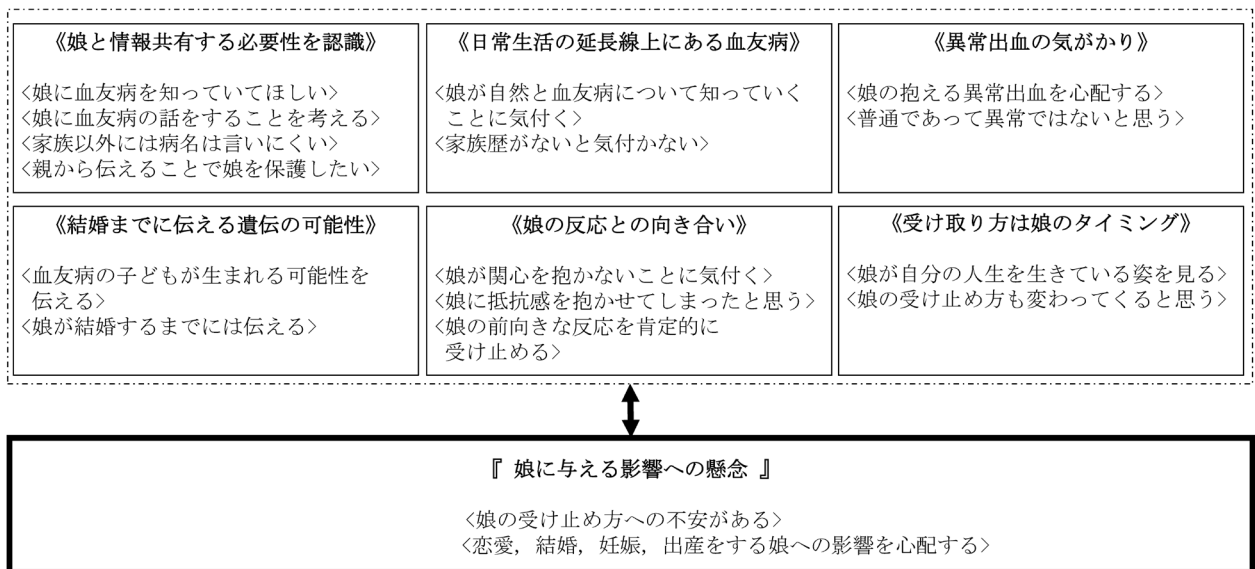 《娘と情報共有する必要性を認識》
<娘に血友病を知っていてほしい>
<娘に血友病の話をすることを考える>
<家族以外には病名は言いにくい>
<親から伝えることで娘を保護したい>
《日常生活の延長線上にある血友病》
<娘が自然と血友病について知っていく
ことに気付く>
<家族歴がないと気付かない>
《異常出血の気がかり》
<娘の抱える異常出血を心配する>
<普通であって異常ではないと思う>
《結婚までに伝える遺伝の可能性》
<血友病の子どもが生まれる可能性を
伝える>
<娘が結婚するまでには伝える>
《娘の反応との向き合い》
<娘が関心を抱かないことに気付く>
<娘に抵抗感を抱かせてしまったと思う>
<娘の前向きな反応を肯定的に
受け止める>
《受け取り方は娘のタイミング》
<娘が自分の人生を生きている姿を見る>
<娘の受け止め方も変わってくると思う>
『 娘に与える影響への懸念 』
<娘の受け止め方への不安がある>
<恋愛，結婚，妊娠，出産をする娘への影響を心配する>